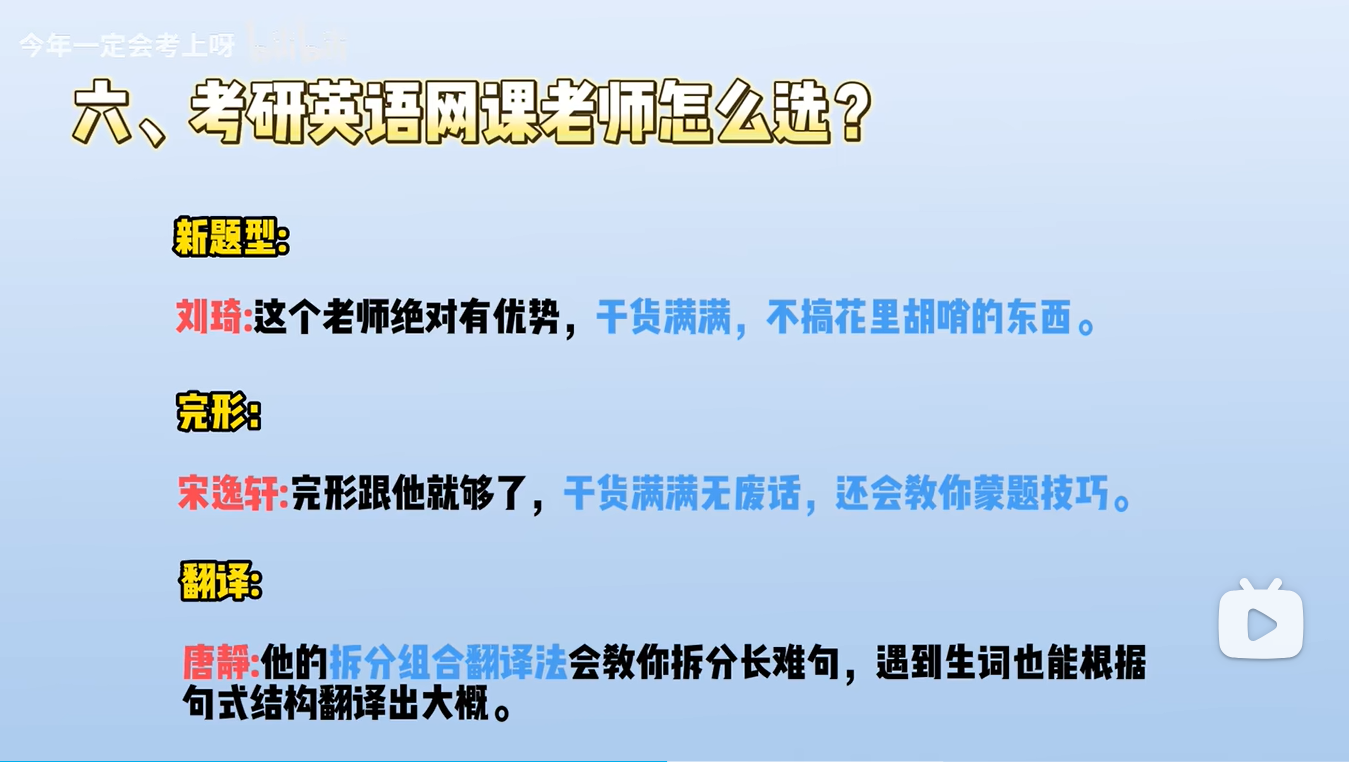 今年一定会考上呀 bilibili
六、考研英语网课老师怎么选？
新题型:
刘琦:这个老师绝对有优势，干货满满，不搞花里胡哨的东西。
完形:
宋逸轩:完形跟他就够了，干货满满无废话，还会教你蒙题技巧。
翻译:
唐静:他的拆分组合翻译法会教你拆分长难句，遇到生词也能根据
句式结构翻译出大概。